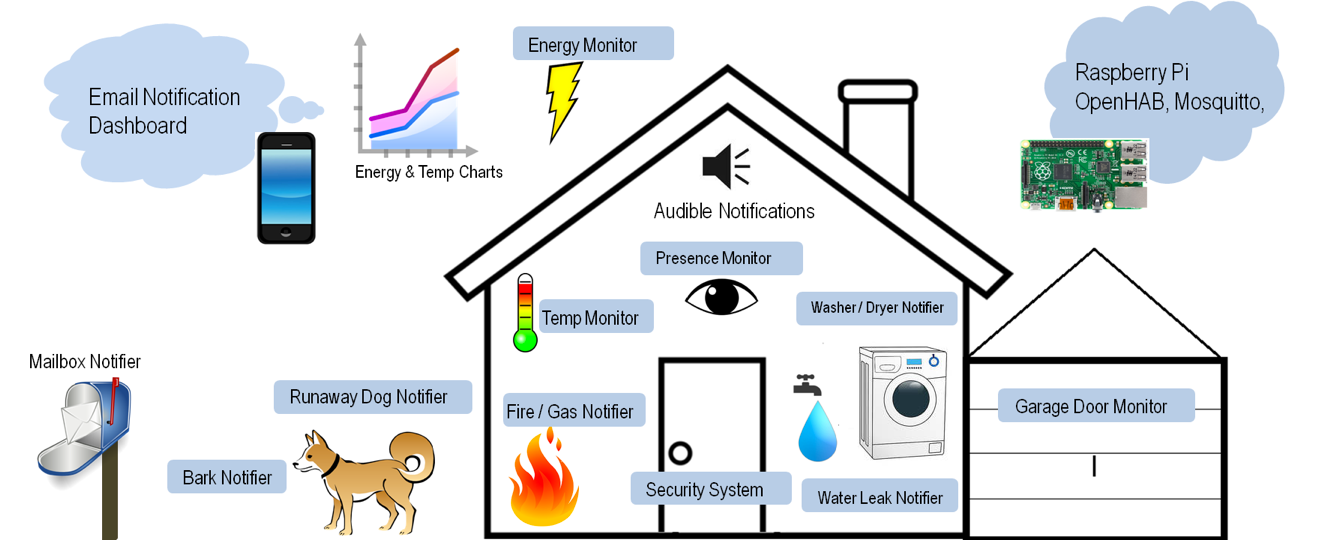 Energy Monitor
Email Notification
Dashboard
Raspberry Pi
OpenHAB, Mosquitto,
Energy & Temp Charts
Audible Notifications
Presence Monitor
Temp Monitor
Washer / Dryer Notifier
Mailbox Notifier
Runaway Dog Notifier
Fire / Gas Notifier
Garage Door Monitor
Bark Notifier
Security System
Water Leak Notifier